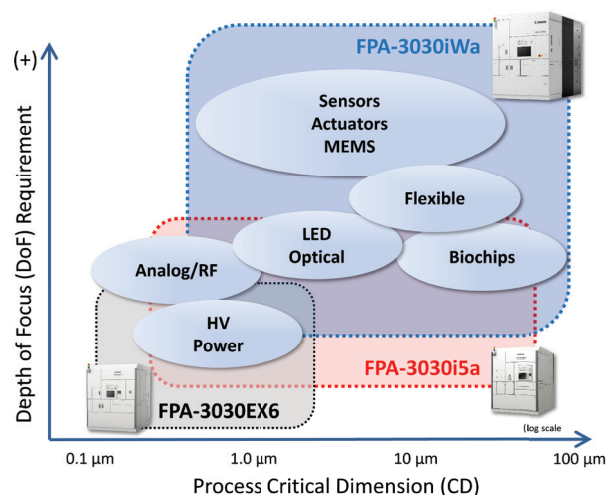 FPA-3030iWa
(+)
Depth of Focus (DoF) Requirement
Sensors
Actuators
MEMS
Flexible
LED
Optical
Biochips
Analog/RF
HV
Power
FPA-3030i5a
FPA-3030EX6
(log scale
0.1 µm
1.0 µm
10 µm
100 µm
Process Critical Dimension (CD)